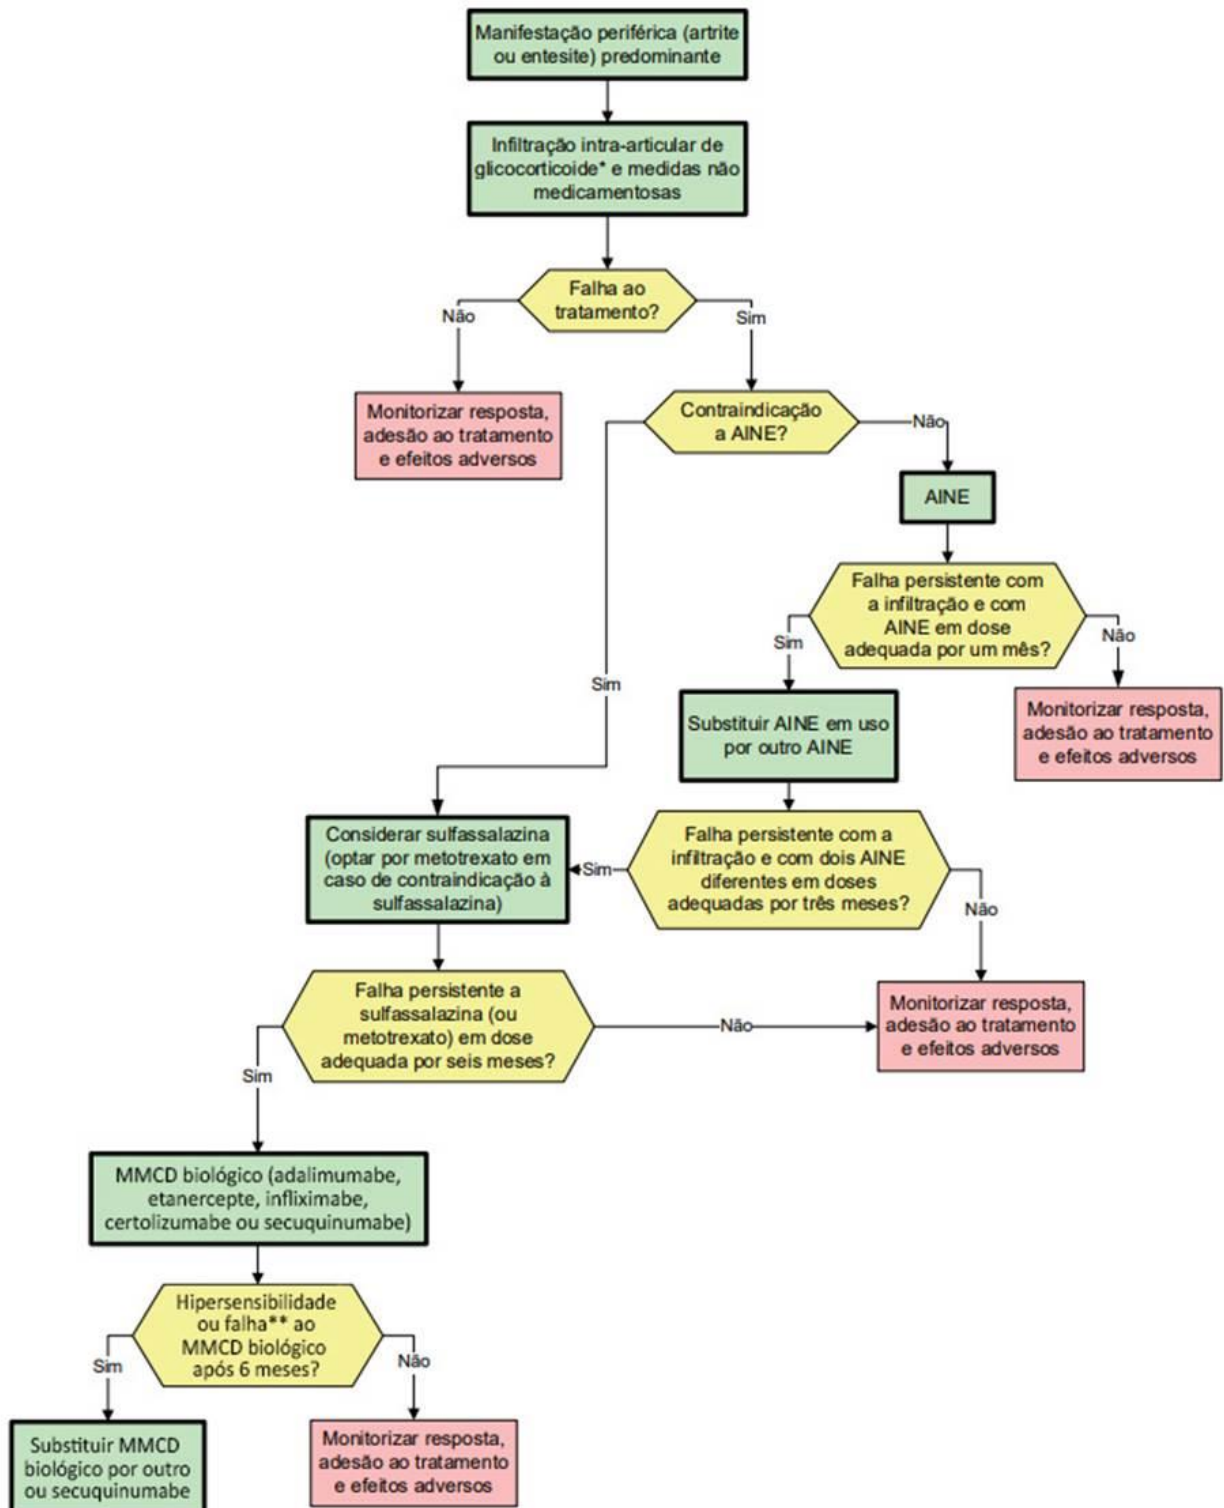 Manifestação periférica (artrite
ou entesite) predominante
Infiltração intra-articular de
glicocorticoide* e medidas não
medicamentosas
Falha ao
tratamento?
Não
Sim
Monitorizar resposta,
adesão ao tratamento
e efeitos adversos
Contraindicação
a AINE?
Não
AINE
Falha persistente com
a infiltração e com
AINE em dose
adequada por um mês?
Sim
Não
Sim
Substituir AINE em uso
por outro AINE
Monitorizar resposta,
adesão ao tratamento
e efeitos adversos
Considerar sulfassalazina
(optar por metotrexato em
caso de contraindicação à
sulfassalazina)
Sim
Falha persistente com a
infiltração e com dois AINE
diferentes em doses
adequadas por três meses?
Não
Falha persistente a
sulfassalazina (ou
metotrexato) em dose
adequada por seis meses?
Não
Monitorizar resposta,
adesão ao tratamento
e efeitos adversos
Sim
MMCD biológico (adalimumabe,
etanercepte, infliximabe,
certolizumabe ou secuquinumabe)
Hipersensibilidade
ou falha** ao
MMCD biológico
após 6 meses?
Sim
Não
Substituir MMCD
biológico por outro
ou secuquinumabe
Monitorizar resposta,
adesão ao tratamento
e efeitos adversos